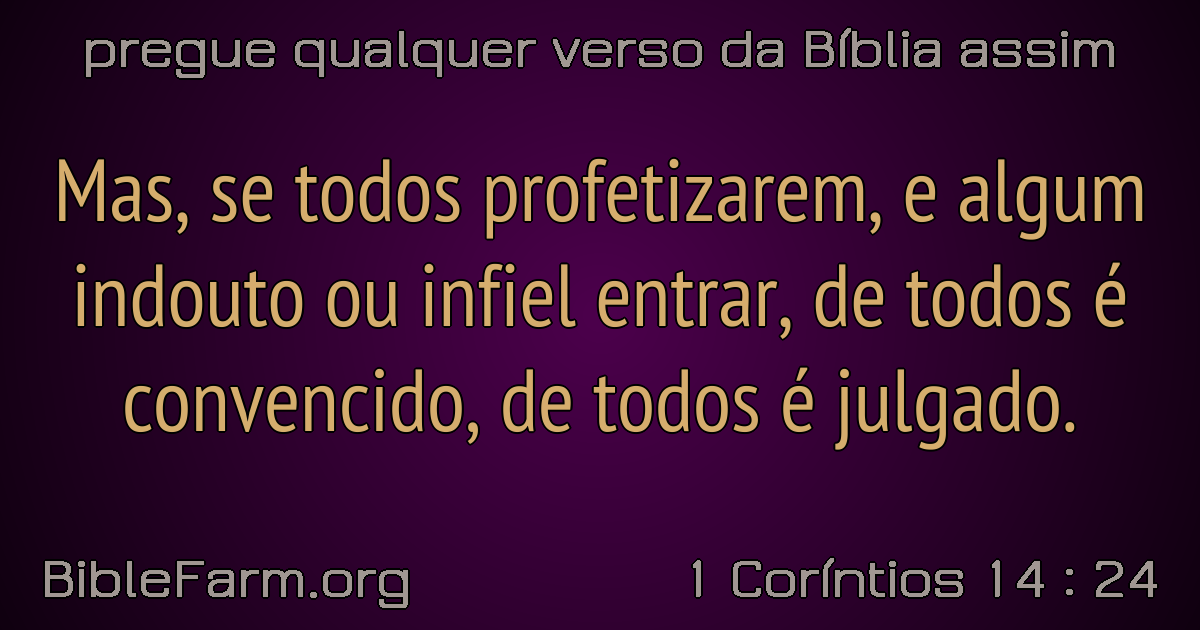 pregue qualquer verso da Bíblia assim
Mas, se todos profetizarem, e algum
indouto ou infiel entrar, de todos é
convencido, de todos é julgado.
BibleFarm.org
1 Coríntios 14 : 24